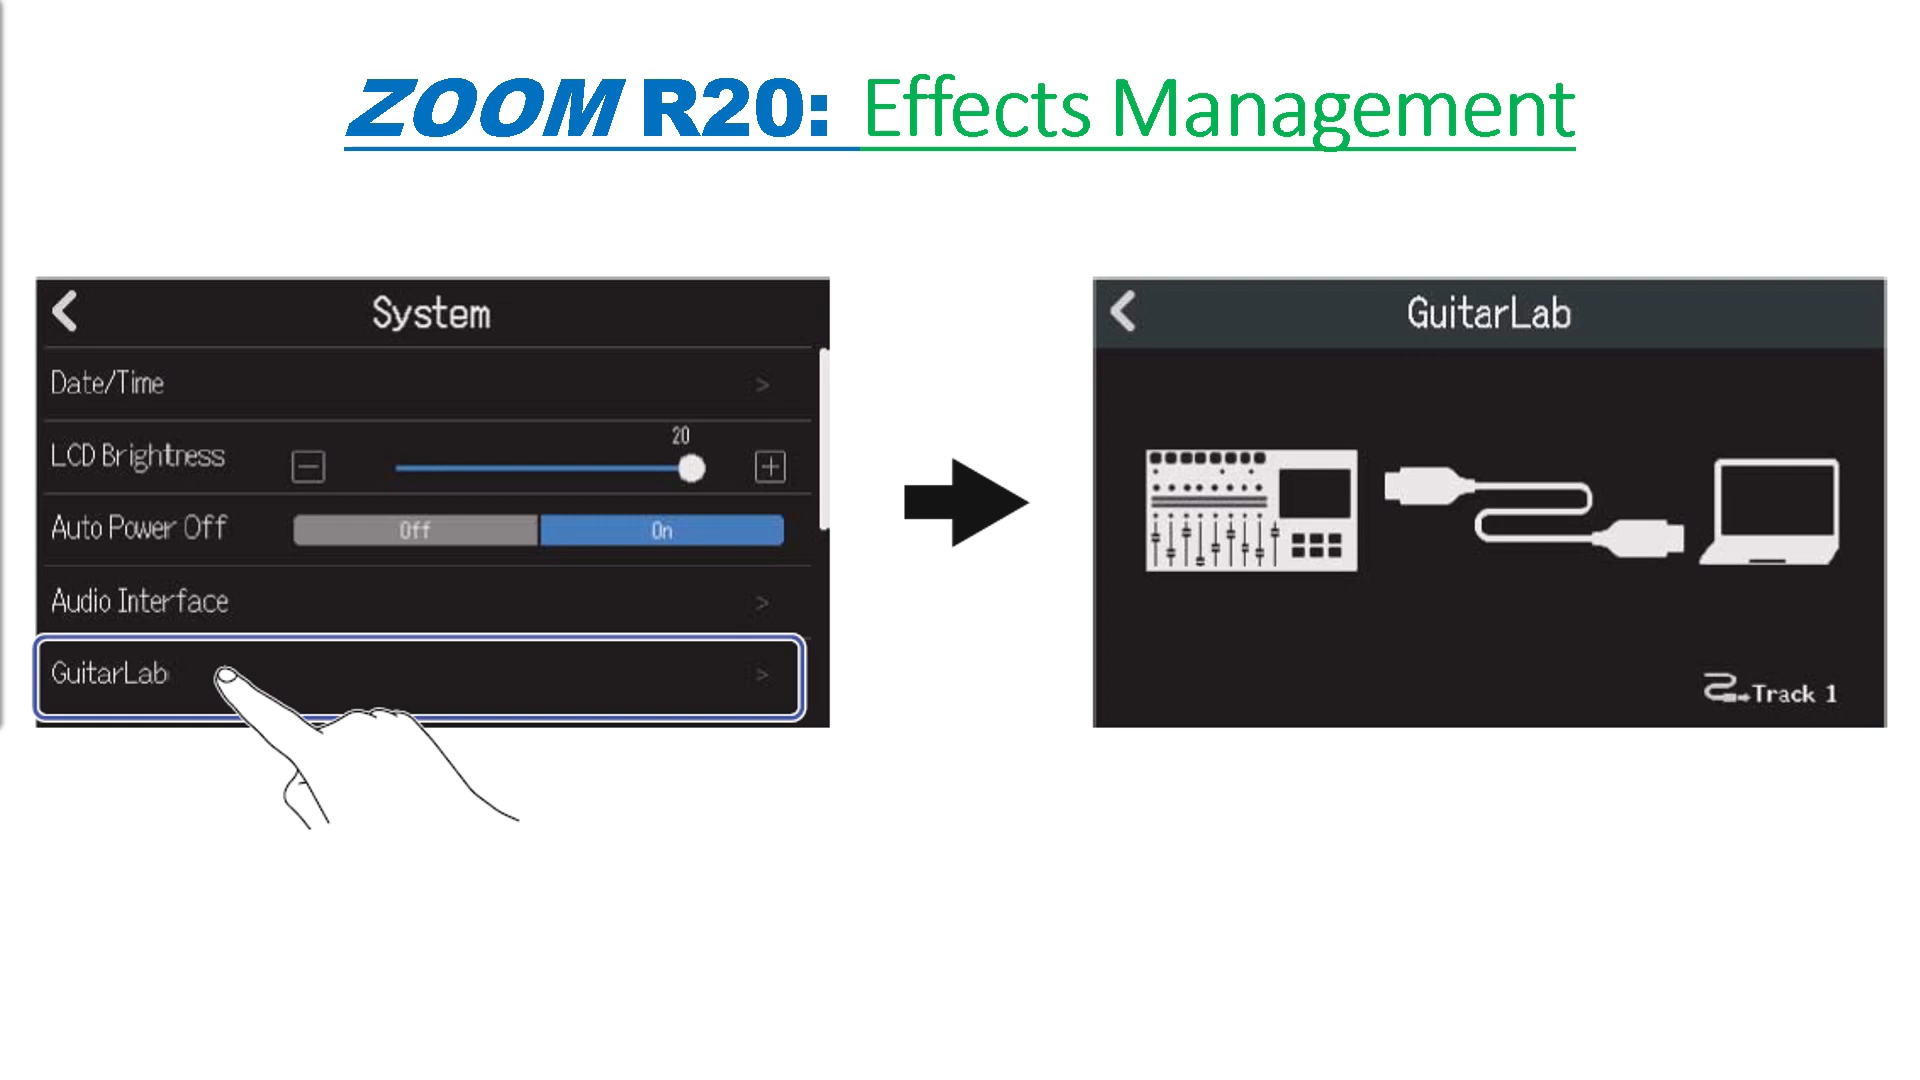 ZOOM R20: Effects Management
System
Date/Time >
20
LCD Brightness
Auto Power Off Off On
Audio Interface >
GuitarLab >
GuitarLab
Track 1